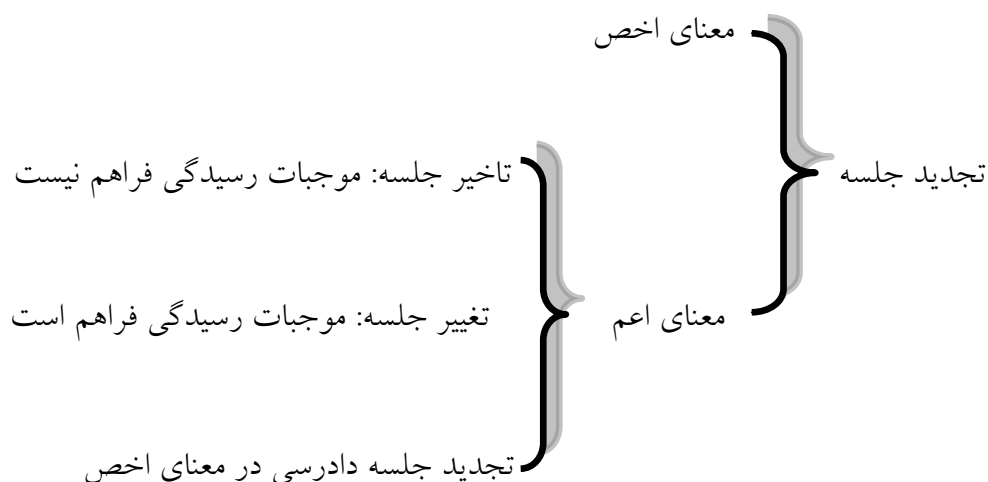 تجدید جلسه
معنای اخص
معنای اعم
تاخیر جلسه: موجبات رسیدگی فراهم نیست
تغییر جلسه: موجبات رسیدگی فراهم است
تجدید جلسه دادرسی در معنای اخص